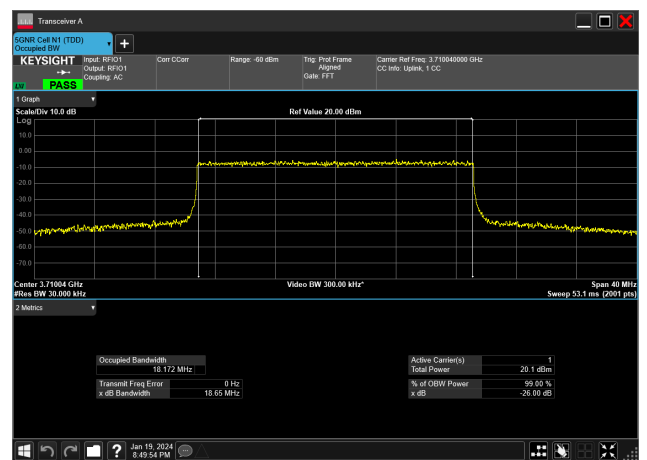 Transceiver A
5GNR Cell N1 (TDD)
Occupied BW
KEYSIGHT
LV
PASS
Input: RFIO1
Output: RFIO1
Coupling: AC
Corr CCorr
Range: -60 dBm
Trig: Prot Frame
Aligned
Gate: FFT
Carrier Ref Freq: 3.710040000 GHz
CC Info: Uplink, 1 CC
1 Graph
Scale/Div 10.0 dB
Ref Value 20.00 dBm
Log
10.0
0.00
-10.0
-20.0
-30.0
-40.0
-50.0
-60.0
-70.0
Center 3.71004 GHz
Video BW 300.00 kHz*
Span 40 MHz
#Res BW 30.000 kHz
Sweep 53.1 ms (2001 pts)
2 Metrics
Occupied Bandwidth
18.172 MHz
Transmit Freq Error 0 Hz
x dB Bandwidth 18.65 MHz
Active Carrier(s) 1
Total Power 20.1 dBm
% of OBW Power 99.00 %
x dB -26.00 dB
Jan 19, 2024
8:49:54 PM